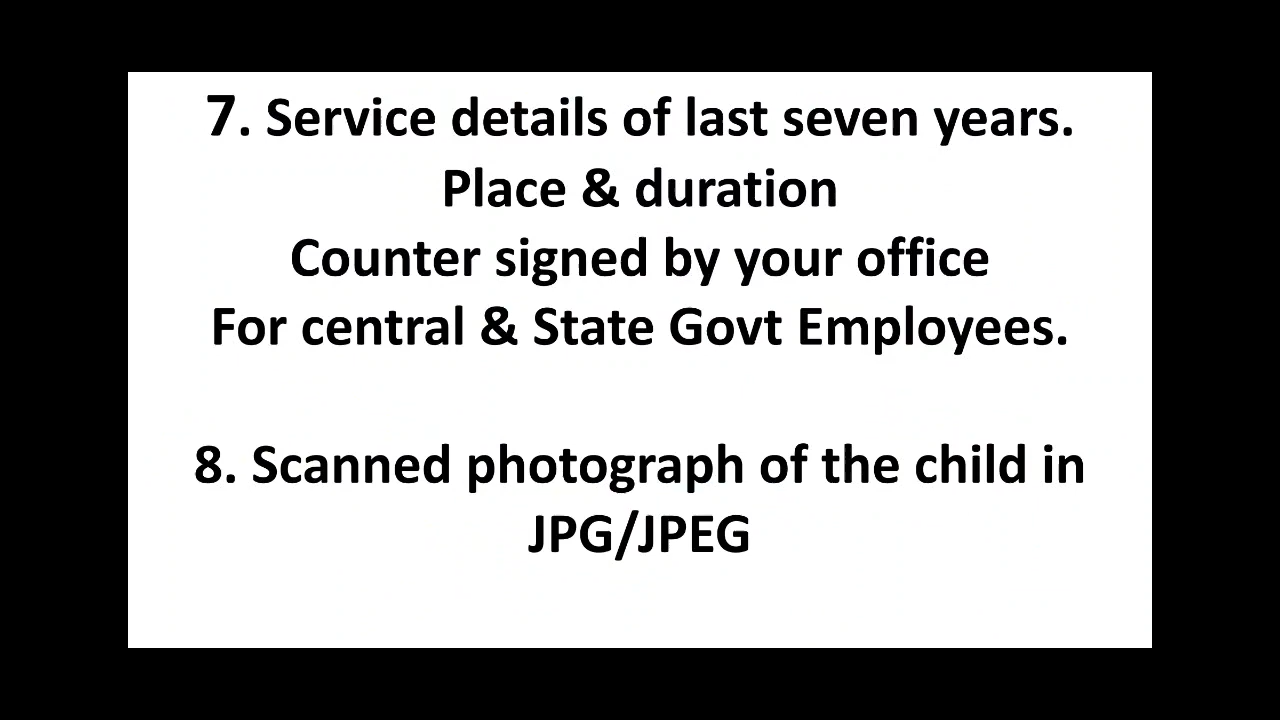 7. Service details of last seven years.
Place & duration
Counter signed by your office
For central & State Govt Employees.
8. Scanned photograph of the child in
JPG/JPEG